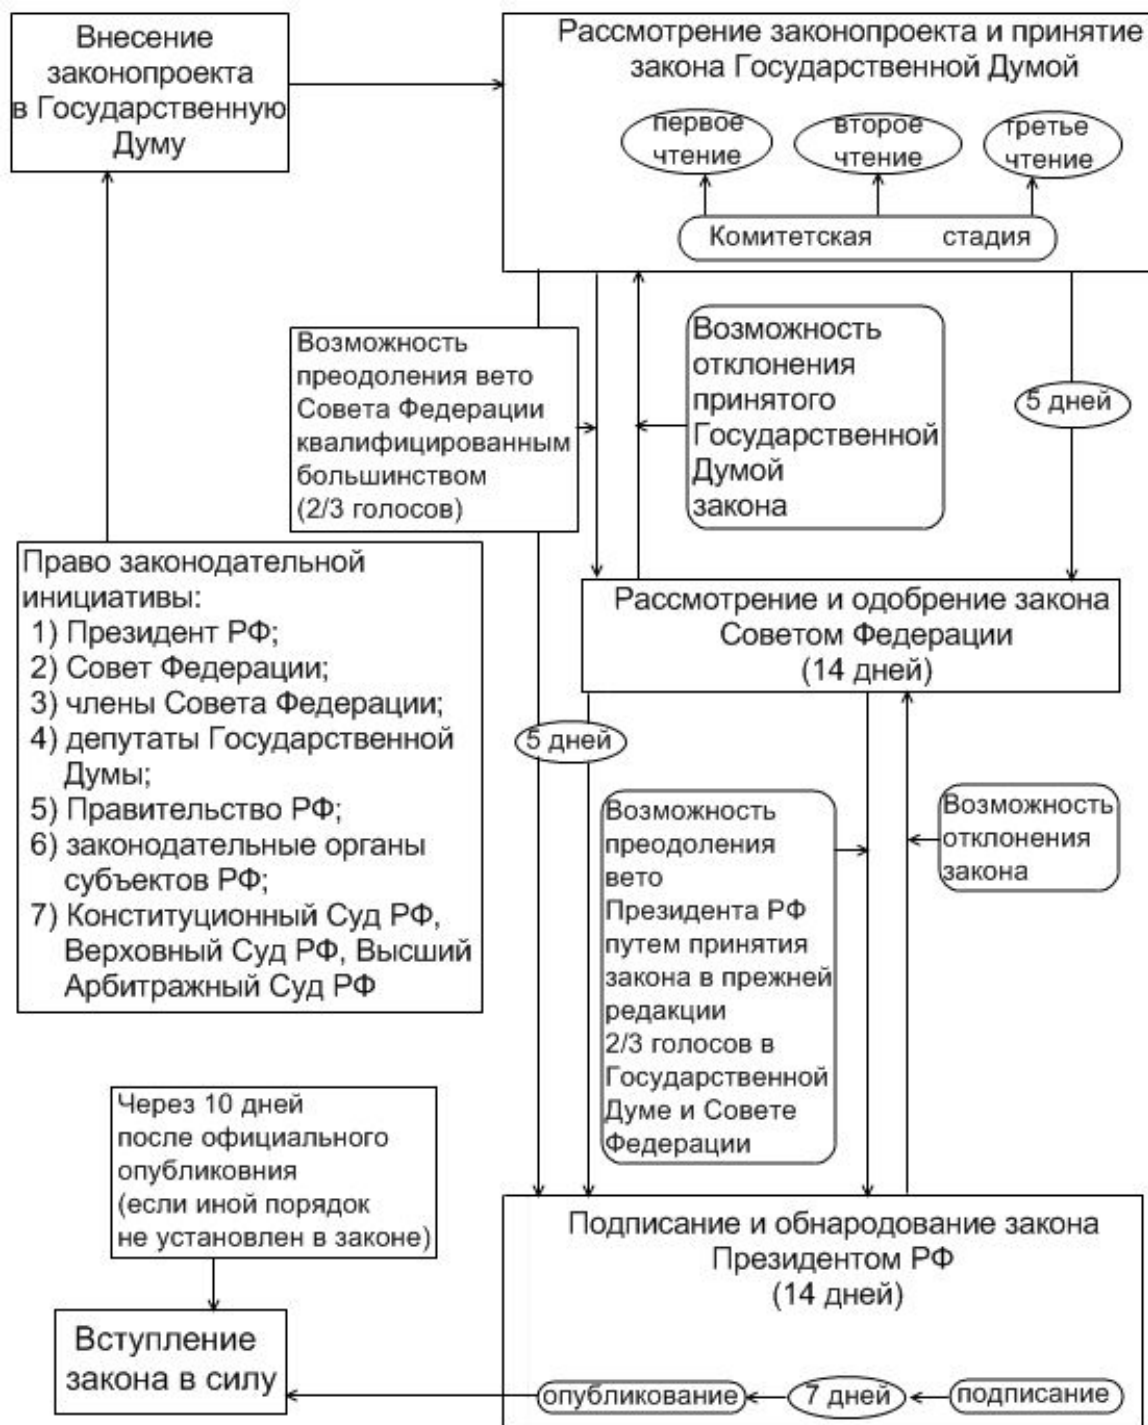 Внесение
законопроекта
в Государственную
Думу
Рассмотрение законопроекта и принятие
закона Государственной Думой
первое
чтение
второе
чтение
третье
чтение
Комитетская стадия
Возможность
преодоления вето
Совета Федерации
квалифицированным
большинством
(2/3 голосов)
Возможность
отклонения
принятого
Государственной
Думой
закона
5 дней
Право законодательной
инициативы:
1) Президент РФ;
2) Совет Федерации;
3) члены Совета Федерации;
4) депутаты Государственной
Думы;
5) Правительство РФ;
6) законодательные органы
субъектов РФ;
7) Конституционный Суд РФ,
Верховный Суд РФ, Высший
Арбитражный Суд РФ
Рассмотрение и одобрение закона
Советом Федерации
(14 дней)
5 дней
Возможность
преодоления
вето
Президента РФ
путем принятия
закона в прежней
редакции
2/3 голосов в
Государственной
Думе и Совете
Федерации
Возможность
отклонения
закона
Через 10 дней
после официального
опубликовния
(если иной порядок
не установлен в законе)
Подписание и обнародование закона
Президентом РФ
(14 дней)
Вступление
закона в силу
опубликование
7 дней
подписание